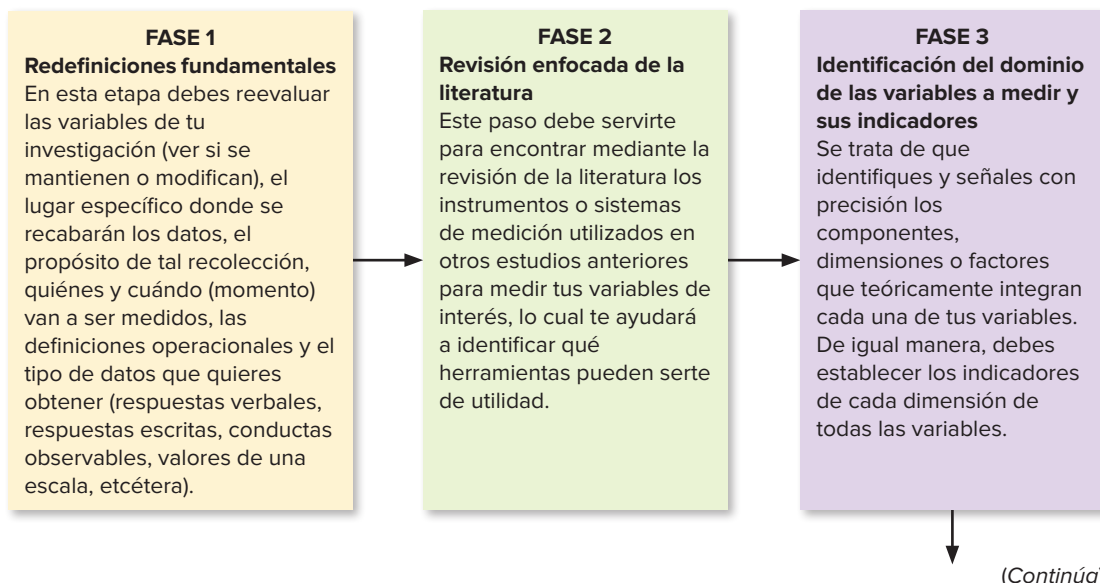 FASE 1
Redefiniciones fundamentales
En esta etapa debes reevaluar
las variables de tu
investigación (ver si se
mantienen o modifican), el
lugar específico donde se
recabarán los datos, el
propósito de tal recolección,
quiénes y cuándo (momento)
van a ser medidos, las
definiciones operacionales y el
tipo de datos que quieres
obtener (respuestas verbales,
respuestas escritas, conductas
observables, valores de una
escala, etcétera).
FASE 2
Revisión enfocada de la
literatura
Este paso debe servirte
para encontrar mediante la
revisión de la literatura los
instrumentos o sistemas
de medición utilizados en
otros estudios anteriores
para medir tus variables de
interés, lo cual te ayudará
a identificar qué
herramientas pueden serte
de utilidad.
FASE 3
Identificación del dominio
de las variables a medir y
sus indicadores
Se trata de que
identifiques y señales con
precisión los
componentes,
dimensiones o factores
que teóricamente integran
cada una de tus variables.
De igual manera, debes
establecer los indicadores
de cada dimensión de
todas las variables.
(Continúa)